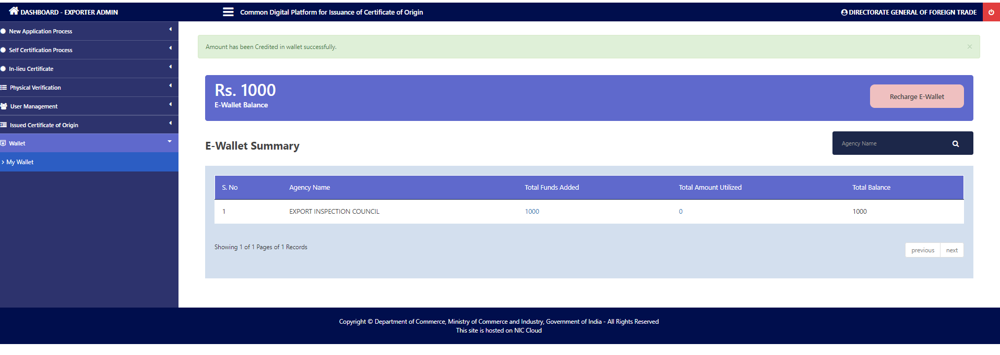 DASHBOARD - EXPORTER ADMIN
Common Digital Platform for Issuance of Certificate of Origin
DIRECTORATE GENERAL OF FOREIGN TRADE
New Application Process
Self Certification Process
In-lieu Certificate
Physical Verification
User Management
Issued Certificate of Origin
Wallet
> My Wallet
Amount has been Credited in wallet successfully. ×
Rs. 1000
E-Wallet Balance
Recharge E-Wallet
E-Wallet Summary
Agency Name
S. No Agency Name Total Funds Added Total Amount Utilized Total Balance
1 EXPORT INSPECTION COUNCIL 1000 0 1000
Showing 1 of 1 Pages of 1 Records
previous next
Copyright © Department of Commerce, Ministry of Commerce and Industry, Government of India - All Rights Reserved
This site is hosted on NIC Cloud